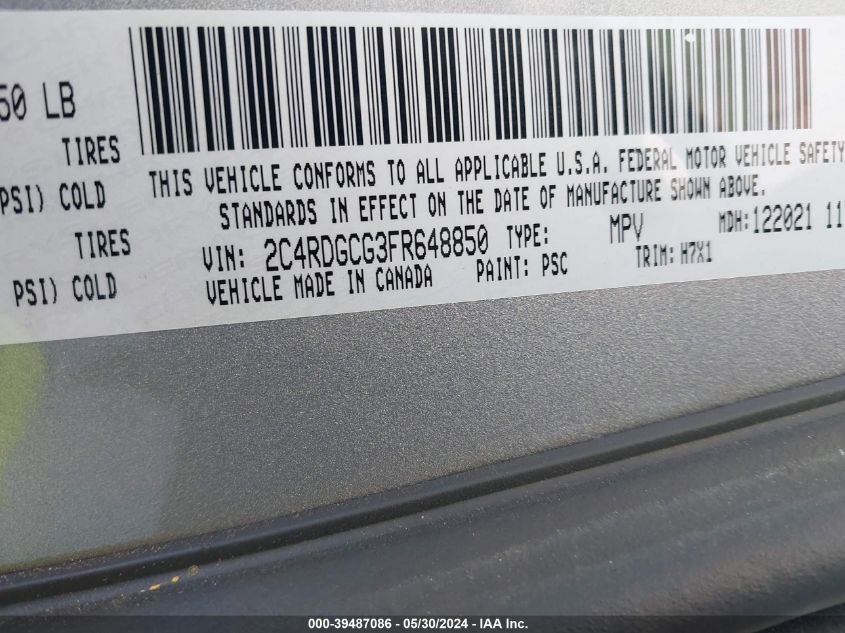 50 LB
TIRES
PSI) COLD
THIS VEHICLE CONFORMS TO ALL APPLICABLE U.S.A. FEDERAL MOTOR VEHICLE SAFETY
STANDARDS IN EFFECT ON THE DATE OF MANUFACTURE SHOWN ABOVE.
TIRES
VIN: 2C4RDGCG3FR648850 TYPE: MPV MDH: 122021 11
PSI) COLD
VEHICLE MADE IN CANADA PAINT: PSC TRIM: H7X1
000-39487086 - 05/30/2024 - IAA Inc.